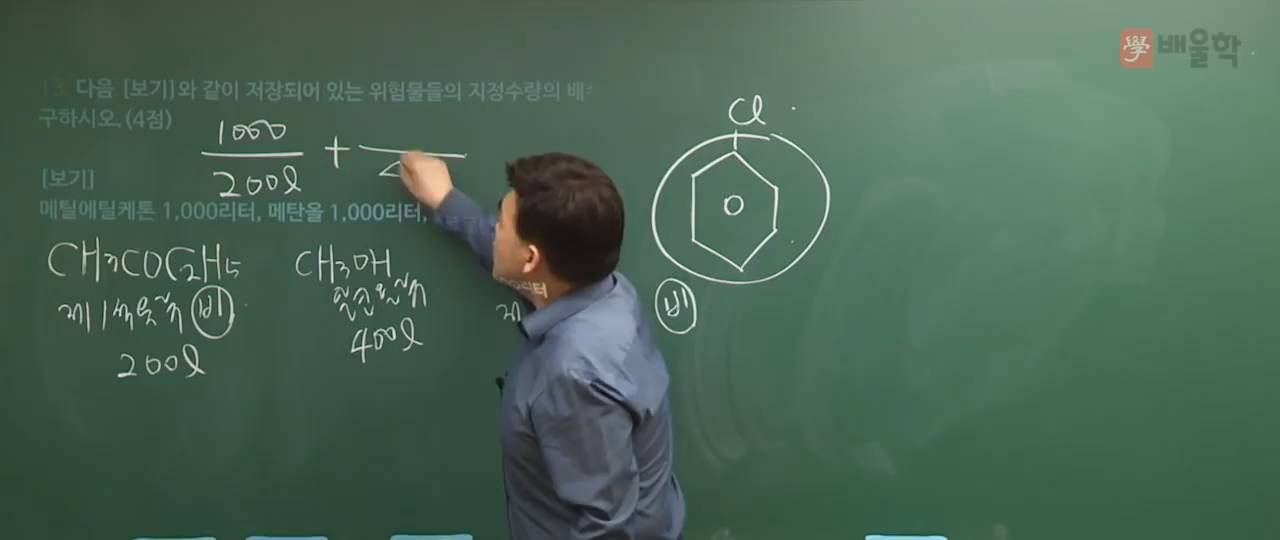 배울학
13. 다음 [보기]와 같이 저장되어 있는 위험물들의 지정수량의
구하시오. (4점)
1000
200ℓ
+
[보기]
메틸에틸케톤 1,000리터, 메탄올 1,000리터,
CH3COC2H5
제1석유류 비
200ℓ
CH3OH
알코올류
400ℓ
Cl
비